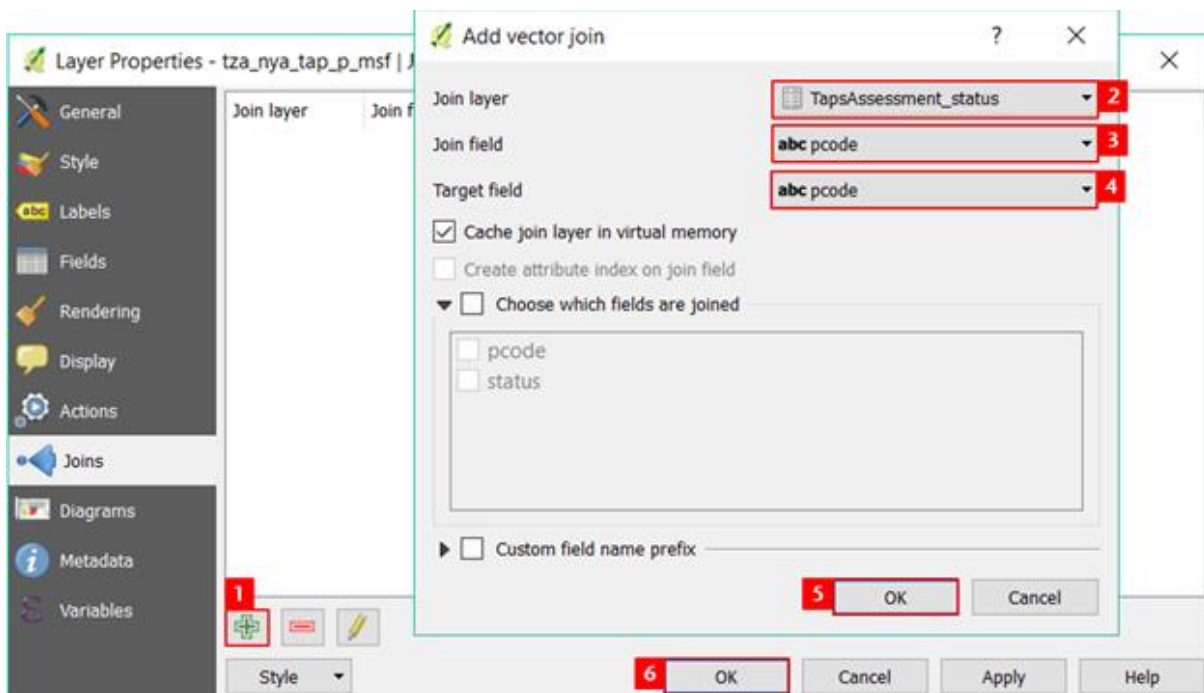 Layer Properties - tza_nya_tap_p_msf | J
General
Style
abc Labels
Fields
Rendering
Display
Actions
Joins
Diagrams
Metadata
Variables
Join layer Join f
1
Style
6 OK Cancel Apply Help
Add vector join ?
Join layer TapsAssessment_status 2
Join field abc pcode 3
Target field abc pcode 4
Cache join layer in virtual memory
Create attribute index on join field
Choose which fields are joined
pcode
status
Custom field name prefix
5 OK Cancel